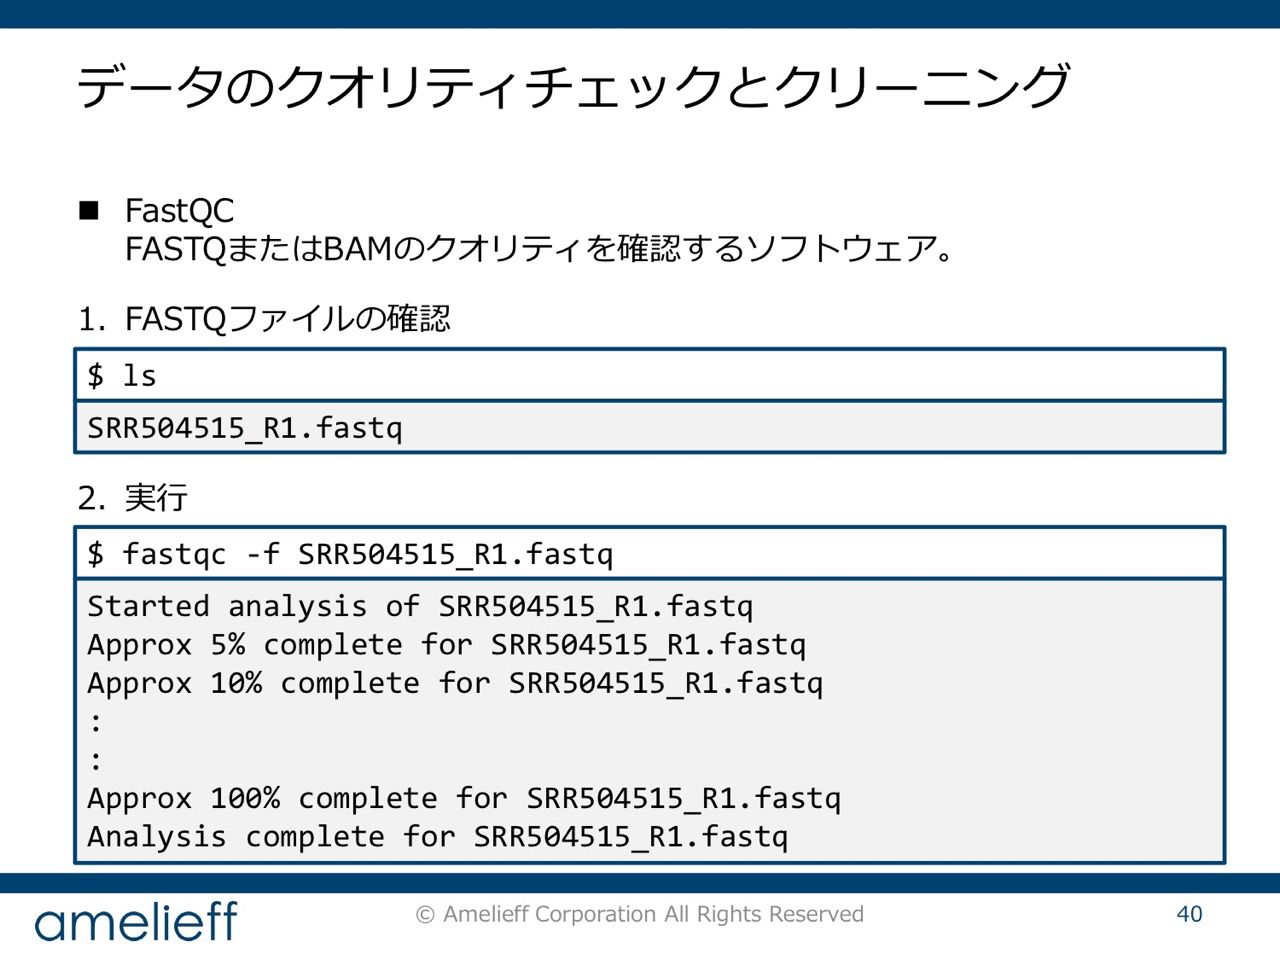 データのクオリティチェックとクリーニング
■ FastQC
FASTQまたはBAMのクオリティを確認するソフトウェア。
1. FASTQファイルの確認
$ ls
SRR504515_R1.fastq
2. 実行
$ fastqc -f SRR504515_R1.fastq
Started analysis of SRR504515_R1.fastq
Approx 5% complete for SRR504515_R1.fastq
Approx 10% complete for SRR504515_R1.fastq
:
:
Approx 100% complete for SRR504515_R1.fastq
Analysis complete for SRR504515_R1.fastq
amelieff
© Amelieff Corporation All Rights Reserved
40